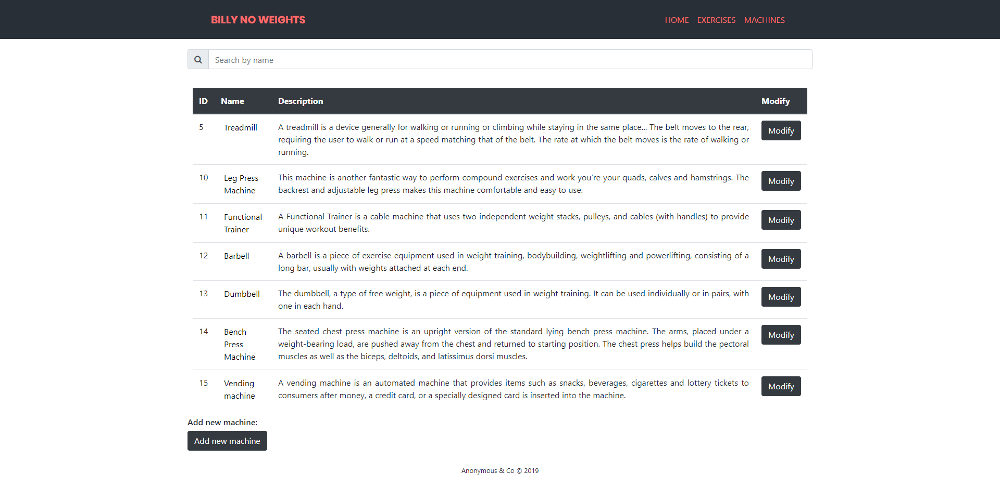 BILLY NO WEIGHTS
HOME EXERCISES MACHINES
Search by name
ID Name Description Modify
5 Treadmill A treadmill is a device generally for walking or running or climbing while staying in the same place... The belt moves to the rear, Modify
requiring the user to walk or run at a speed matching that of the belt. The rate at which the belt moves is the rate of walking or
running.
10 Leg Press This machine is another fantastic way to perform compound exercises and work you’re your quads, calves and hamstrings. The Modify
Machine backrest and adjustable leg press makes this machine comfortable and easy to use.
11 Functional A Functional Trainer is a cable machine that uses two independent weight stacks, pulleys, and cables (with handles) to provide Modify
Trainer unique workout benefits.
12 Barbell A barbell is a piece of exercise equipment used in weight training, bodybuilding, weightlifting and powerlifting, consisting of a Modify
long bar, usually with weights attached at each end.
13 Dumbbell The dumbbell, a type of free weight, is a piece of equipment used in weight training. It can be used individually or in pairs, with Modify
one in each hand.
14 Bench The seated chest press machine is an upright version of the standard lying bench press machine. The arms, placed under a Modify
Press weight-bearing load, are pushed away from the chest and returned to starting position. The chest press helps build the pectoral
Machine muscles as well as the biceps, deltoids, and latissimus dorsi muscles.
15 Vending A vending machine is an automated machine that provides items such as snacks, beverages, cigarettes and lottery tickets to Modify
machine consumers after money, a credit card, or a specially designed card is inserted into the machine.
Add new machine:
Add new machine
Anonymous & Co © 2019